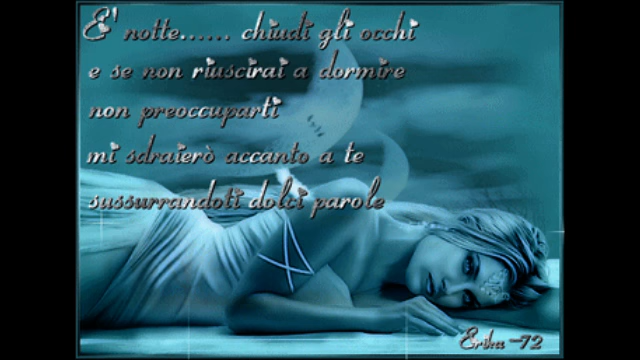 E' notte...... chiudi gli occhi
e se non riuscirai a dormire
non preoccuparti
mi sdraierò accanto a te
sussurrandoti dolci parole
Erika-72